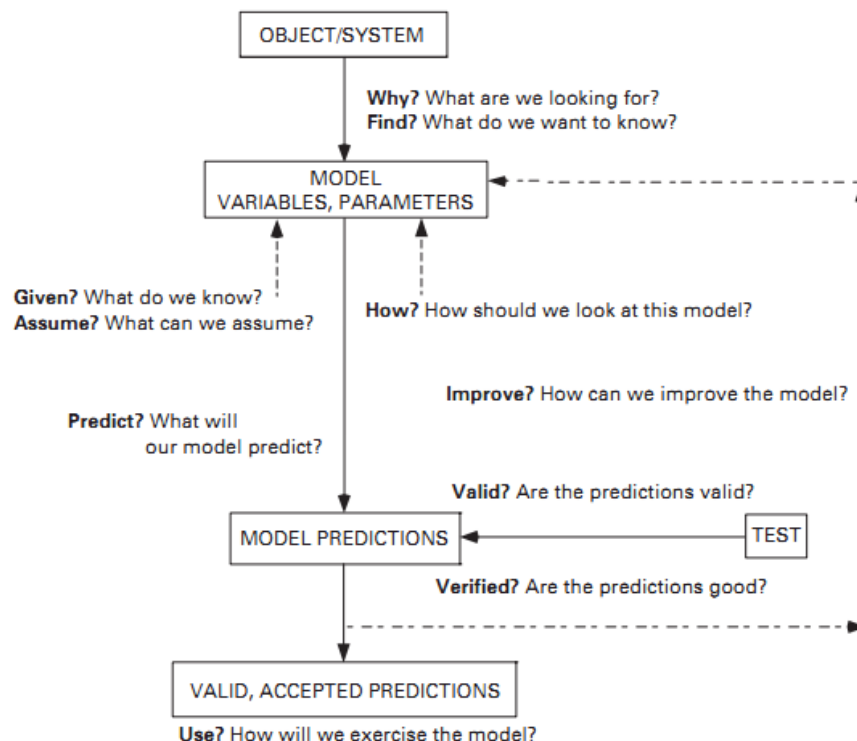 OBJECT/SYSTEM
Why? What are we looking for?
Find? What do we want to know?
MODEL
VARIABLES, PARAMETERS
Given? What do we know?
Assume? What can we assume?
How? How should we look at this model?
Improve? How can we improve the model?
Predict? What will
our model predict?
Valid? Are the predictions valid?
MODEL PREDICTIONS
TEST
Verified? Are the predictions good?
VALID, ACCEPTED PREDICTIONS
Use? How will we exercise the model?